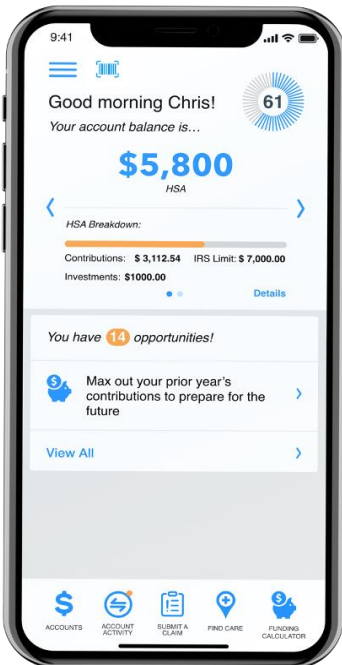 9:41
Good morning Chris!
61
Your account balance is...
$5,800
HSA
HSA Breakdown:
Contributions: $ 3,112.54 IRS Limit: $ 7,000.00
Investments: $1000.00
Details
You have 14 opportunities!
Max out your prior year's
contributions to prepare for the
future
View All
ACCOUNTS
ACCOUNT
ACTIVITY
SUBMIT A
CLAIM
FIND CARE
FUNDING
CALCULATOR